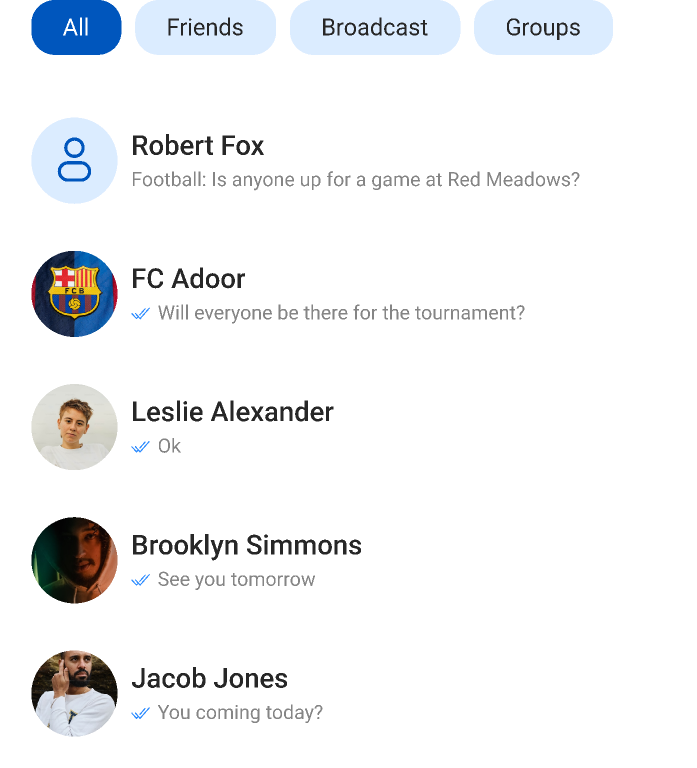 All
Friends
Broadcast
Groups
Robert Fox
Football: Is anyone up for a game at Red Meadows?
FC Adoor
FCB
Will everyone be there for the tournament?
Leslie Alexander
Ok
Brooklyn Simmons
See you tomorrow
Jacob Jones
You coming today?